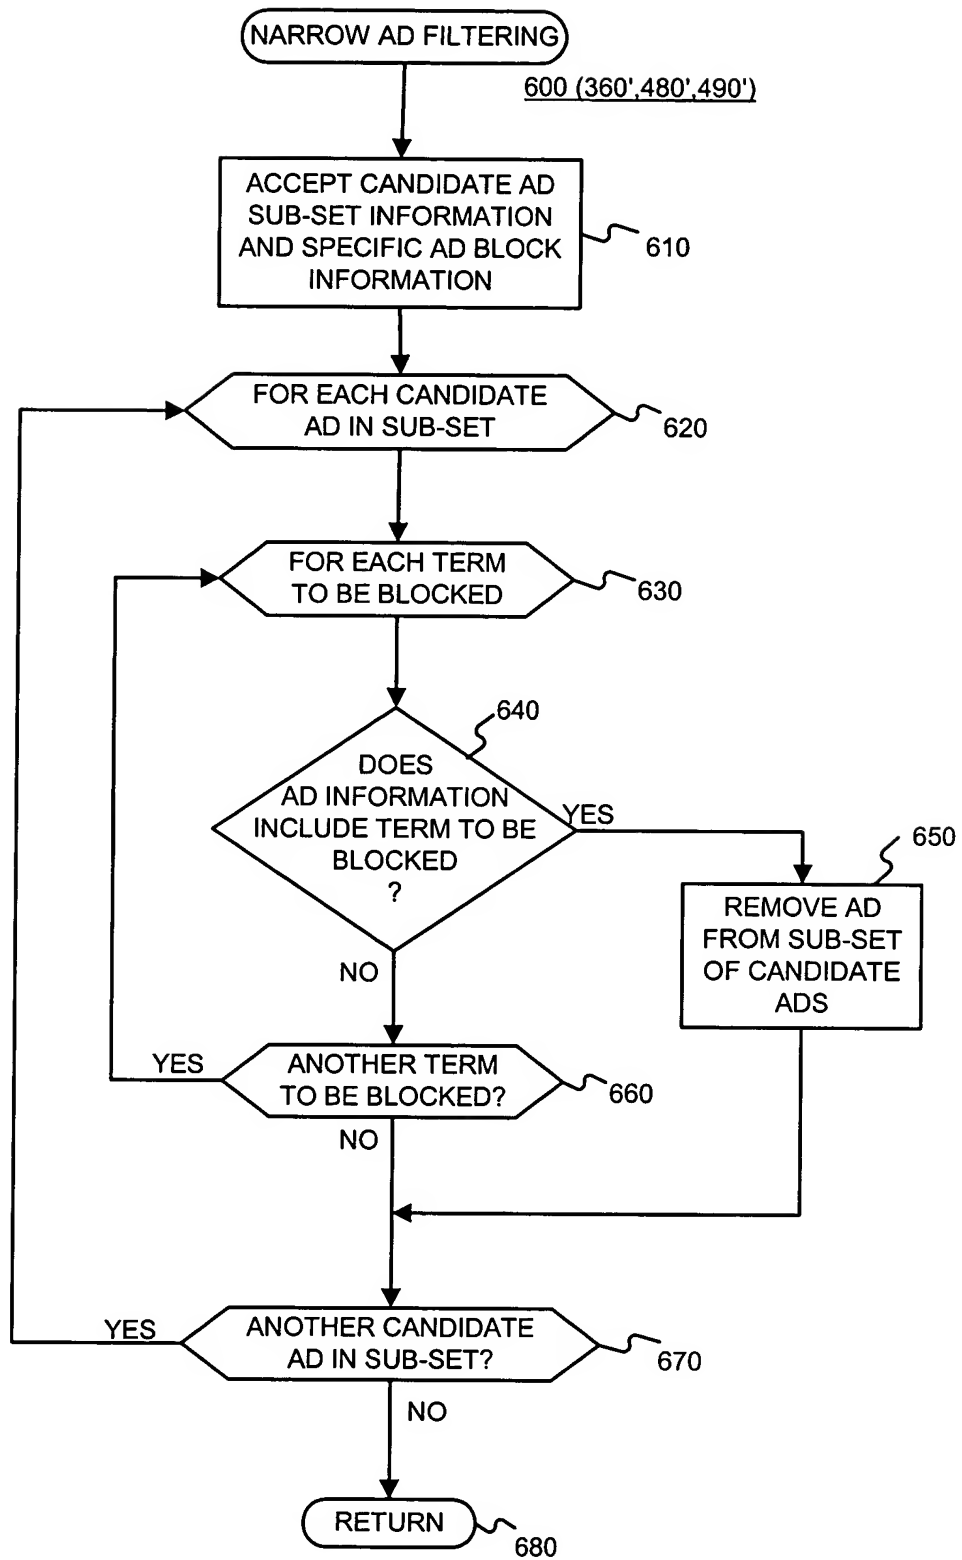 NARROW AD FILTERING
600 (360',480',490')
ACCEPT CANDIDATE AD
SUB-SET INFORMATION
AND SPECIFIC AD BLOCK
INFORMATION
610
FOR EACH CANDIDATE
AD IN SUB-SET
620
FOR EACH TERM
TO BE BLOCKED
630
640
DOES
AD INFORMATION
INCLUDE TERM TO BE
BLOCKED
?
YES
650
REMOVE AD
FROM SUB-SET
OF CANDIDATE
ADS
NO
YES
ANOTHER TERM
TO BE BLOCKED?
660
NO
YES
ANOTHER CANDIDATE
AD IN SUB-SET?
670
NO
RETURN
680